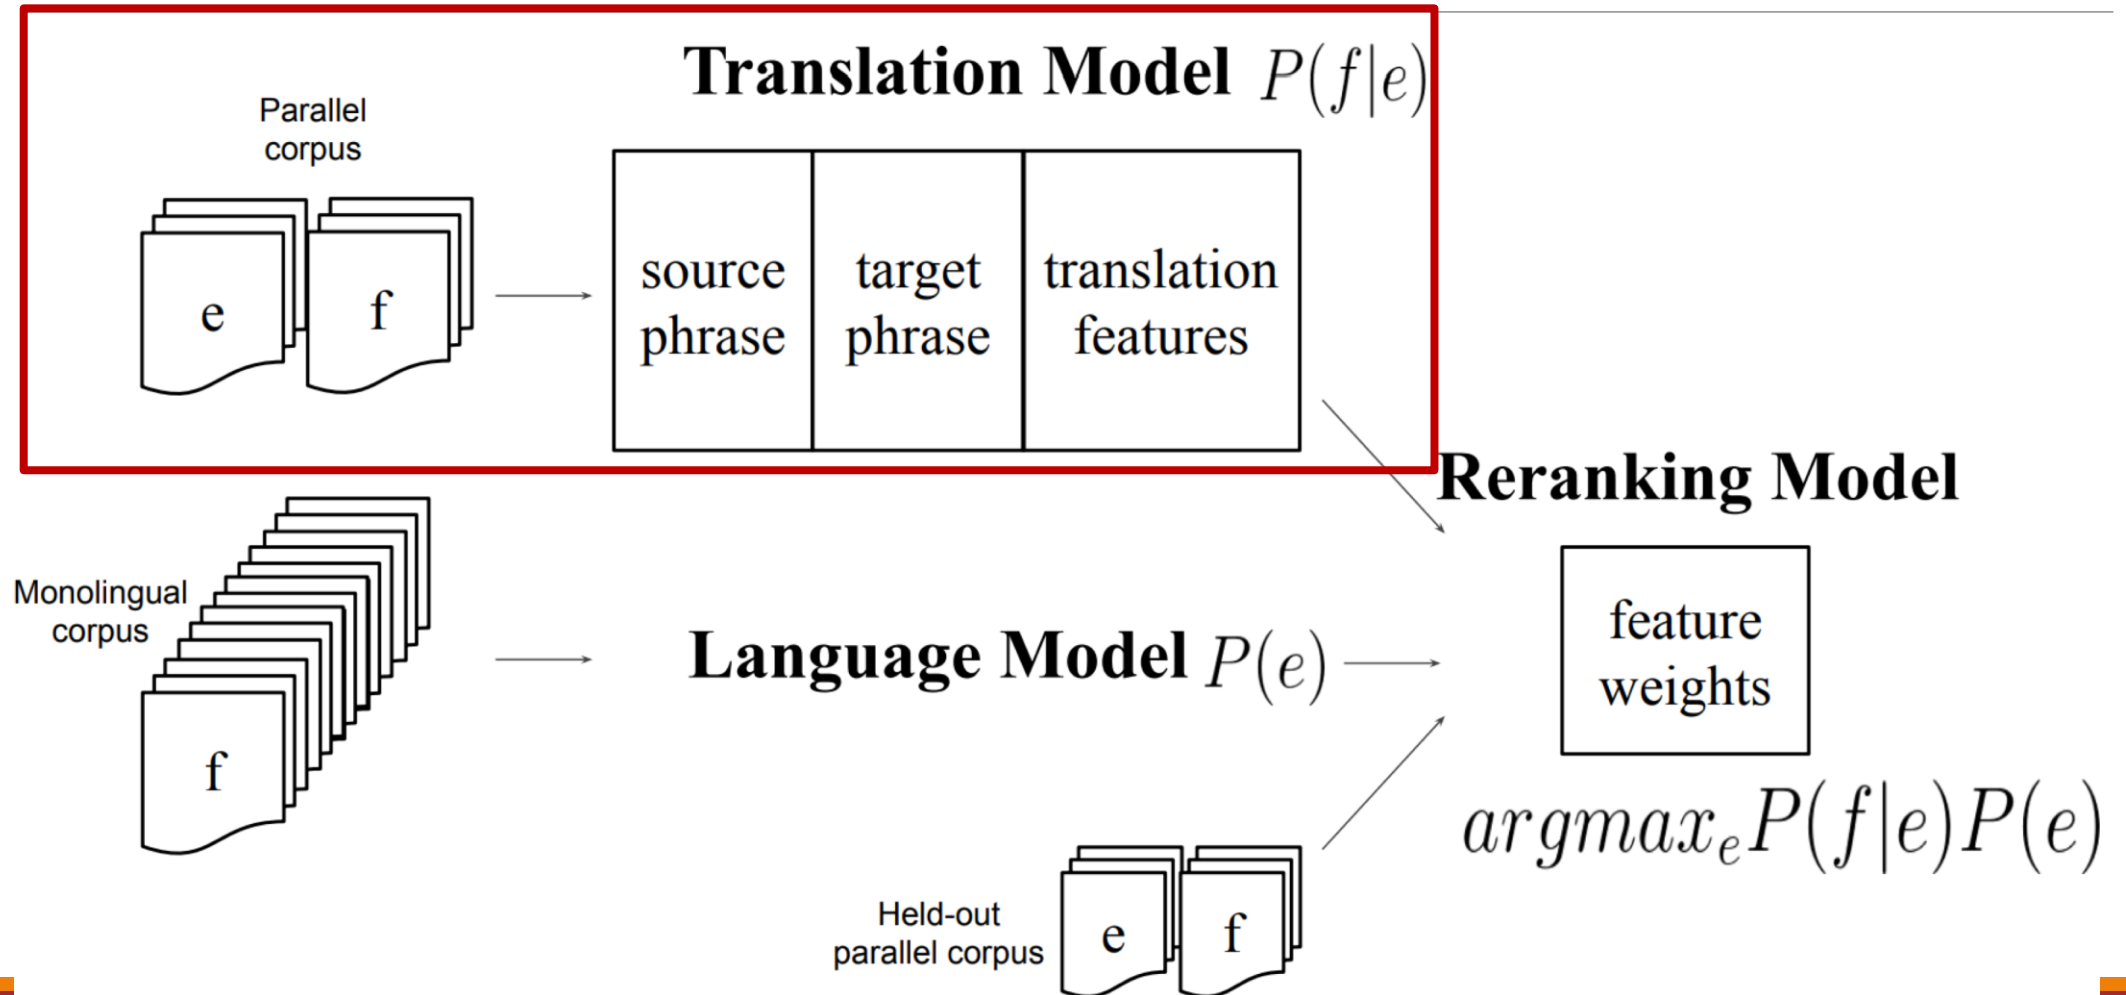 Translation Model P(f|e)
Parallel
corpus
e
f
source
phrase
target
phrase
translation
features
Reranking Model
Monolingual
corpus
f
Language Model P(e)
feature
weights
argmaxₑP(f|e)P(e)
Held-out
parallel corpus
e
f